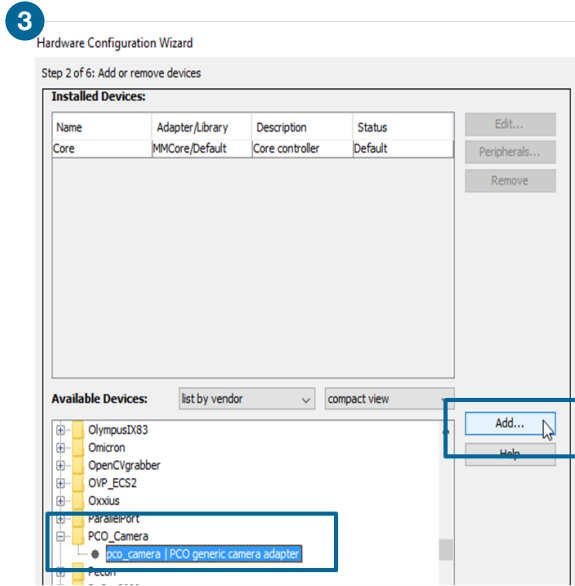 3
Hardware Configuration Wizard
Step 2 of 6: Add or remove devices
Installed Devices:
Name Adapter/Library Description Status
Core MMCore/Default Core controller Default
Edit...
Peripherals...
Remove
Available Devices: list by vendor compact view
Add...
Help
OlympusIX83
Omicron
OpenCVgrabber
OVP_ECS2
Oxxius
ParallelPort
PCO_Camera
pco_camera | PCO generic camera adapter
Pecon